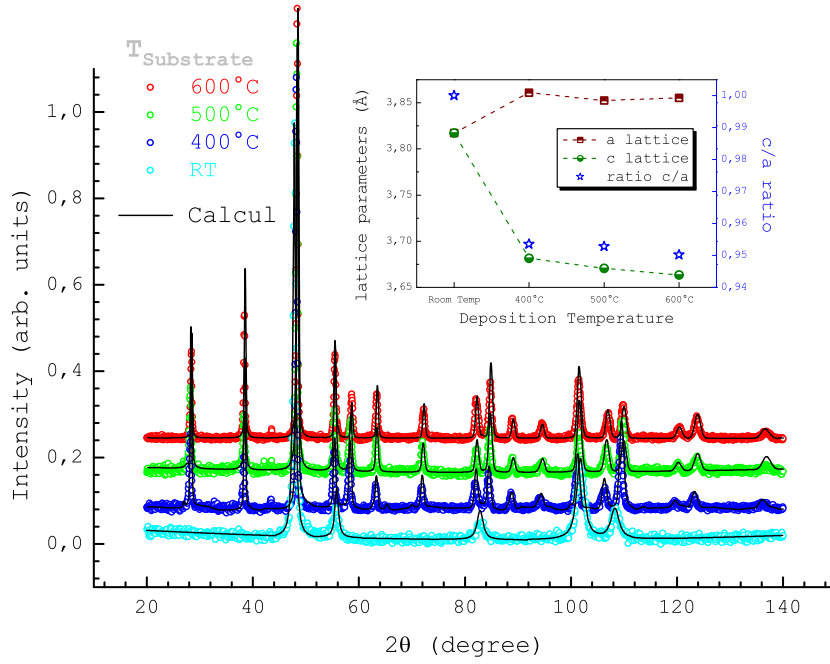 T Substrate
600°C
500°C
400°C
RT
Calcul
Intensity (arb. units)
1,0
0,8
0,6
0,4
0,2
0,0
20 40 60 80 100 120 140
2θ (degree)
lattice parameters (Å)
3,85
3,80
3,75
3,70
3,65
a lattice
c lattice
ratio c/a
1,00
0,99
0,98
0,97
0,96
0,95
0,94
c/a ratio
Room Temp 400°C 500°C 600°C
Deposition Temperature